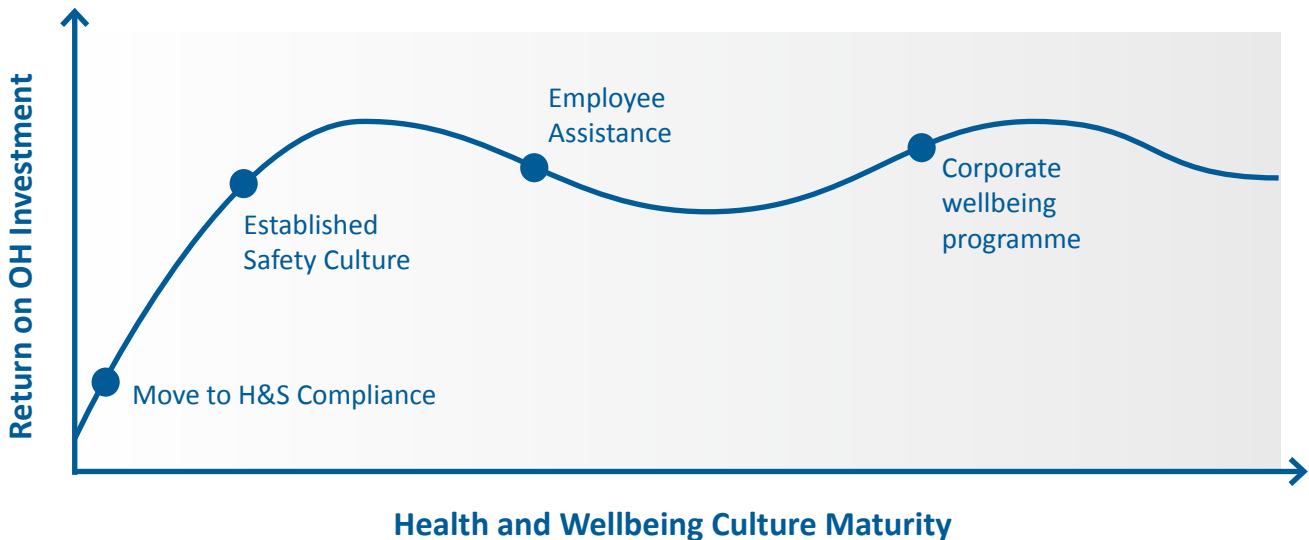 Return on OH Investment
Employee
Assistance
Established
Safety Culture
Corporate
wellbeing
programme
Move to H&S Compliance
Health and Wellbeing Culture Maturity